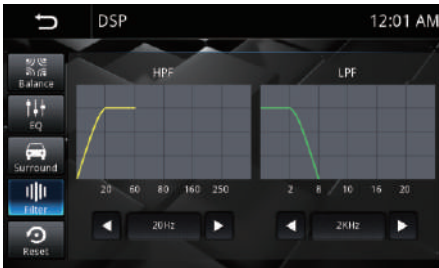 DSP 12:01 AM
Balance
EQ
Surround
Filter
Reset
HPF LPF
20 60 80 160 250 2 8 10 16 20
20Hz 2KHz